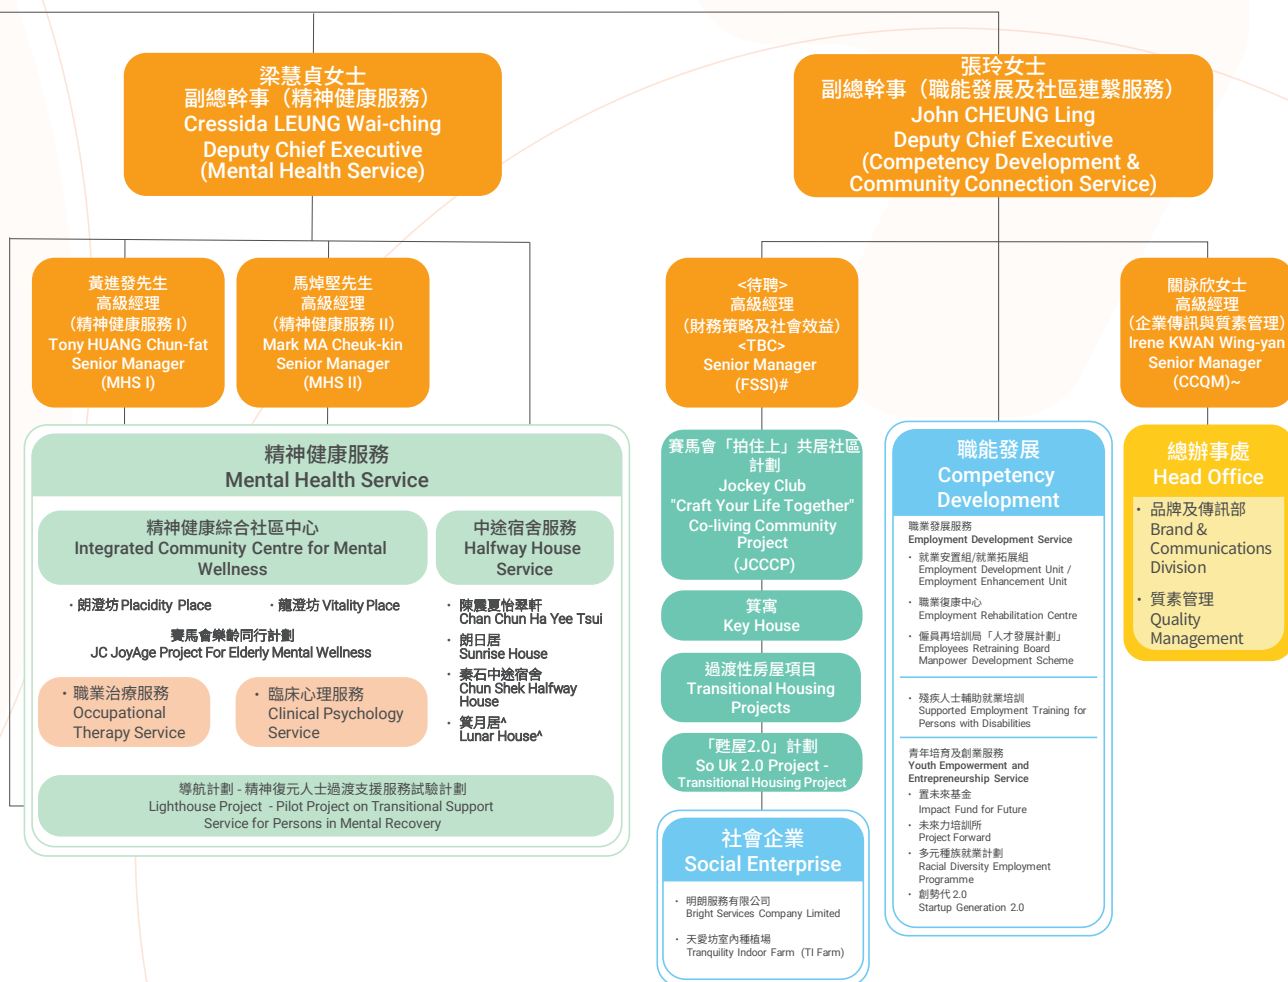 梁慧貞女士
副總幹事（精神健康服務）
Cressida LEUNG Wai-ching
Deputy Chief Executive
(Mental Health Service)
張玲女士
副總幹事（職能發展及社區連繫服務）
John CHEUNG Ling
Deputy Chief Executive
(Competency Development &
Community Connection Service)
黃進發先生
高級經理
（精神健康服務 I）
Tony HUANG Chun-fat
Senior Manager
(MHS I)
馬焯堅先生
高級經理
（精神健康服務 II）
Mark MA Cheuk-kin
Senior Manager
(MHS II)
<待聘>
高級經理
（財務策略及社會效益）
<TBC>
Senior Manager
(FSSI)#
關詠欣女士
高級經理
（企業傳訊與質素管理）
Irene KWAN Wing-yan
Senior Manager
(CCQM)~
精神健康服務
Mental Health Service
精神健康綜合社區中心
Integrated Community Centre for Mental
Wellness
・朗澄坊 Placidity Place
・龍澄坊 Vitality Place
賽馬會樂齡同行計劃
JC JoyAge Project For Elderly Mental Wellness
・職業治療服務
Occupational
Therapy Service
・臨床心理服務
Clinical Psychology
Service
中途宿舍服務
Halfway House
Service
・陳震夏怡翠軒
Chan Chun Ha Yee Tsui
・朗日居
Sunrise House
・秦石中途宿舍
Chun Shek Halfway
House
・箕月居^
Lunar House^
導航計劃 - 精神復元人士過渡支援服務試驗計劃
Lighthouse Project - Pilot Project on Transitional Support
Service for Persons in Mental Recovery
賽馬會「拍住上」共居社區
計劃
Jockey Club
"Craft Your Life Together"
Co-living Community
Project
(JCCCP)
箕寓
Key House
過渡性房屋項目
Transitional Housing
Projects
「甦屋2.0」計劃
So Uk 2.0 Project -
Transitional Housing Project
社會企業
Social Enterprise
・明朗服務有限公司
Bright Services Company Limited
・天愛坊室內種植場
Tranquility Indoor Farm (TI Farm)
職能發展
Competency
Development
職業發展服務
Employment Development Service
・就業安置組/就業拓展組
Employment Development Unit /
Employment Enhancement Unit
・職業復康中心
Employment Rehabilitation Centre
・僱員再培訓局「人才發展計劃」
Employees Retraining Board
Manpower Development Scheme
・殘疾人士輔助就業培訓
Supported Employment Training for
Persons with Disabilities
青年培育及創業服務
Youth Empowerment and
Entrepreneurship Service
・置未來基金
Impact Fund for Future
・未來力培訓所
Project Forward
・多元種族就業計劃
Racial Diversity Employment
Programme
・創勢代 2.0
Startup Generation 2.0
總辦事處
Head Office
・品牌及傳訊部
Brand &
Communications
Division
・質素管理
Quality
Management